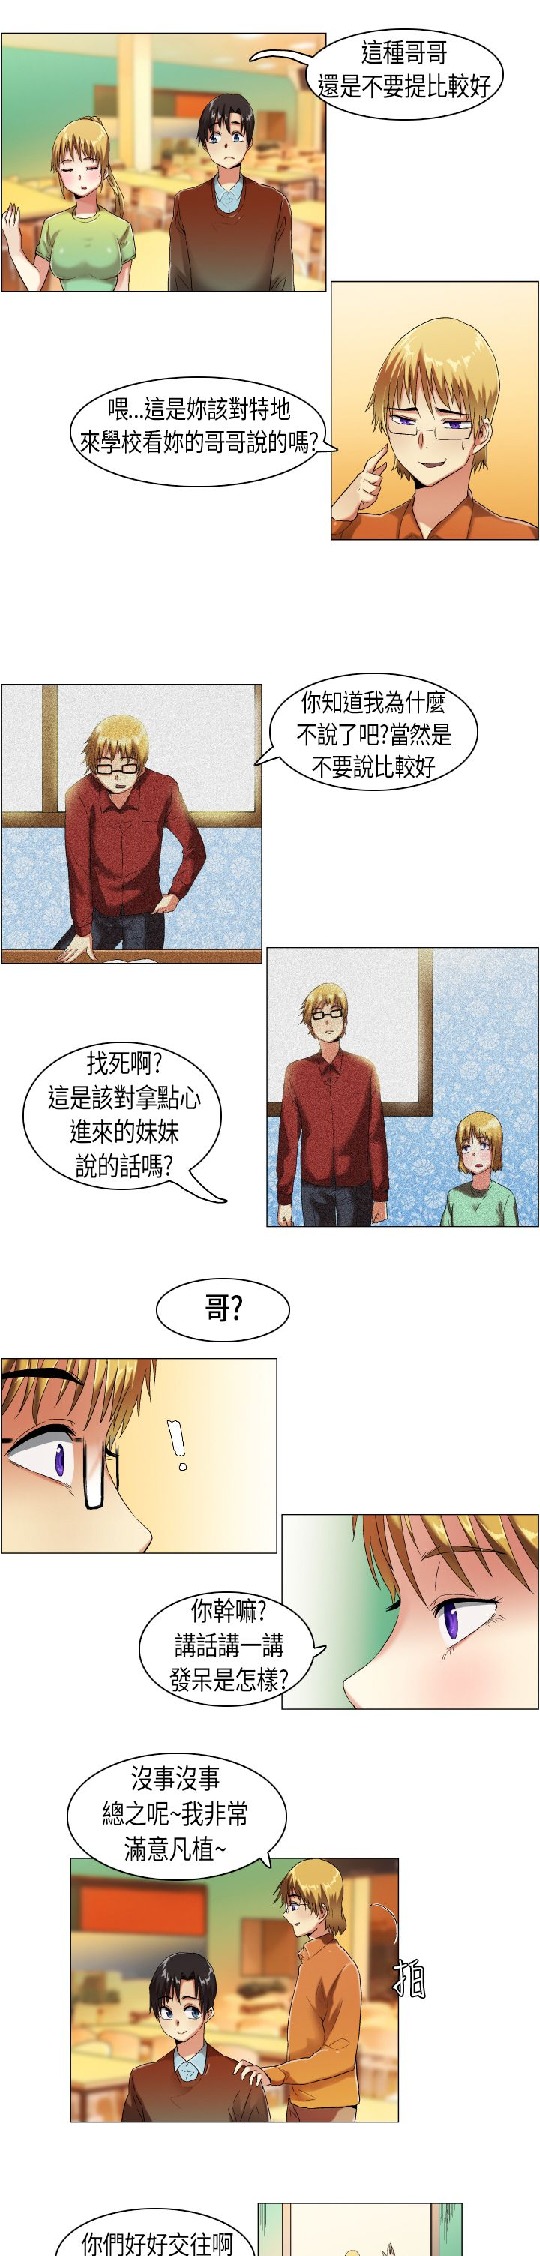 這種哥哥
還是不要提比較好
喂...這是妳該對特地
來學校看妳的哥哥說的嗎?
你知道我為什麼
不說了吧?當然是
不要說比較好
找死啊?
這是該對拿點心
進來的妹妹
說的話嗎?
哥?
!
你幹嘛?
講話講一講
發呆是怎樣?
沒事沒事
總之呢~我非常
滿意凡植~
拍
你們好好交往啊